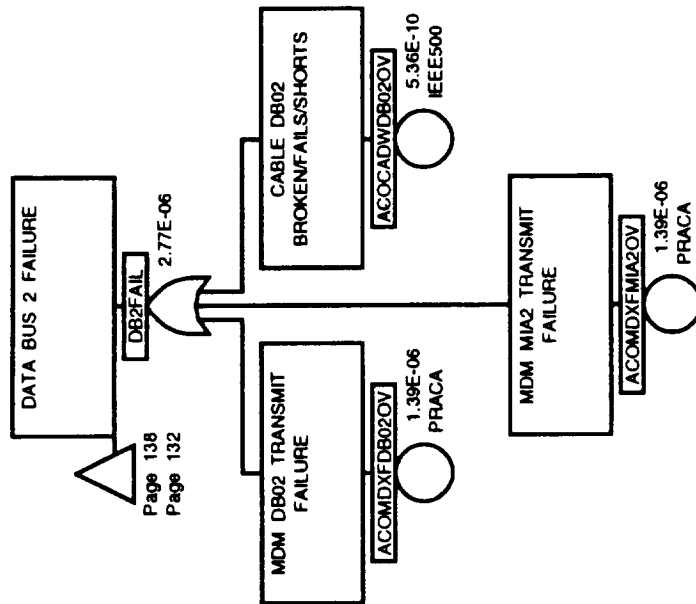 DATA BUS 2 FAILURE
DB2FAIL
2.77E-06
Page 138
Page 132
MDM DB02 TRANSMIT
FAILURE
ACOMDXFDB02OV
1.39E-06
PRACA
CABLE DB02
BROKEN/FAILS/SHORTS
ACOCADWDB02OV
5.36E-10
IEEE500
MDM MIA2 TRANSMIT
FAILURE
ACOMDXFMIA2OV
1.39E-06
PRACA